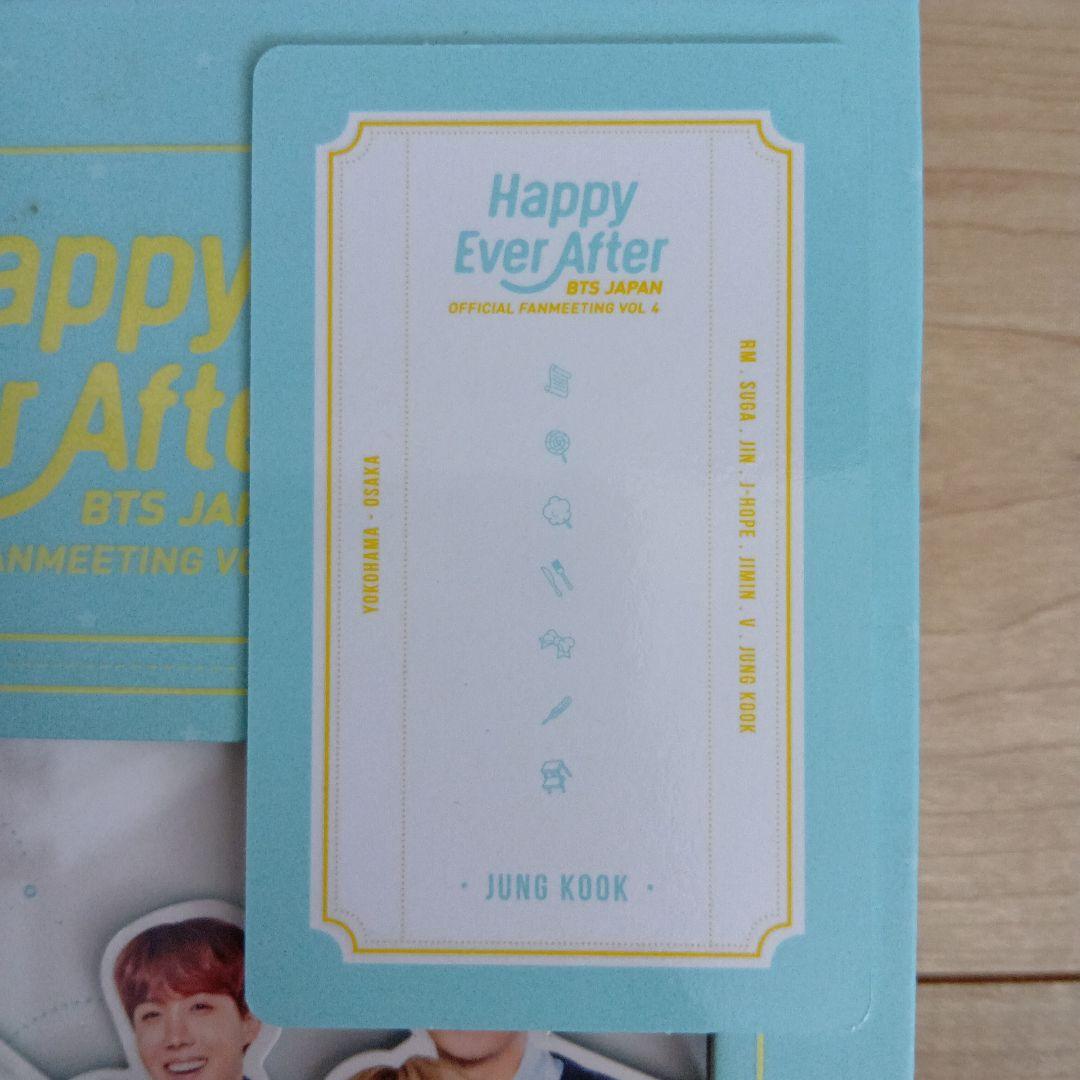 Happy
Ever After
BTS JAPAN
OFFICIAL FANMEETING VOL 4
YOKOHAMA · OSAKA
RM . SUGA . JIN . J-HOPE . JIMIN . V . JUNG KOOK
· JUNG KOOK ·
appy
r Afte
BTS JAP
ANMEETING VO